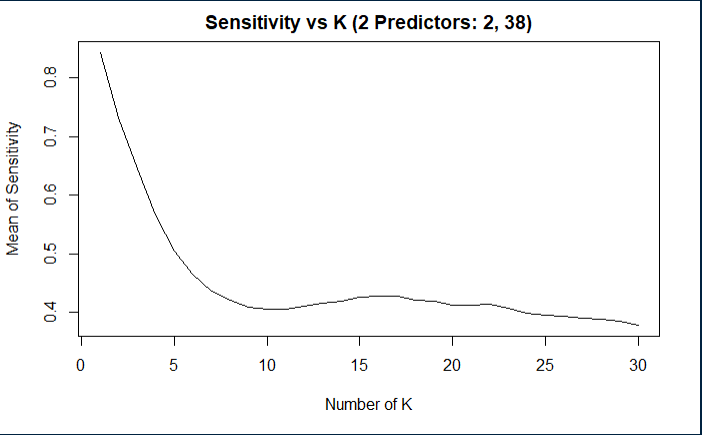 Sensitivity vs K (2 Predictors: 2, 38)
Mean of Sensitivity
0.8
0.7
0.6
0.5
0.4
0 5 10 15 20 25 30
Number of K